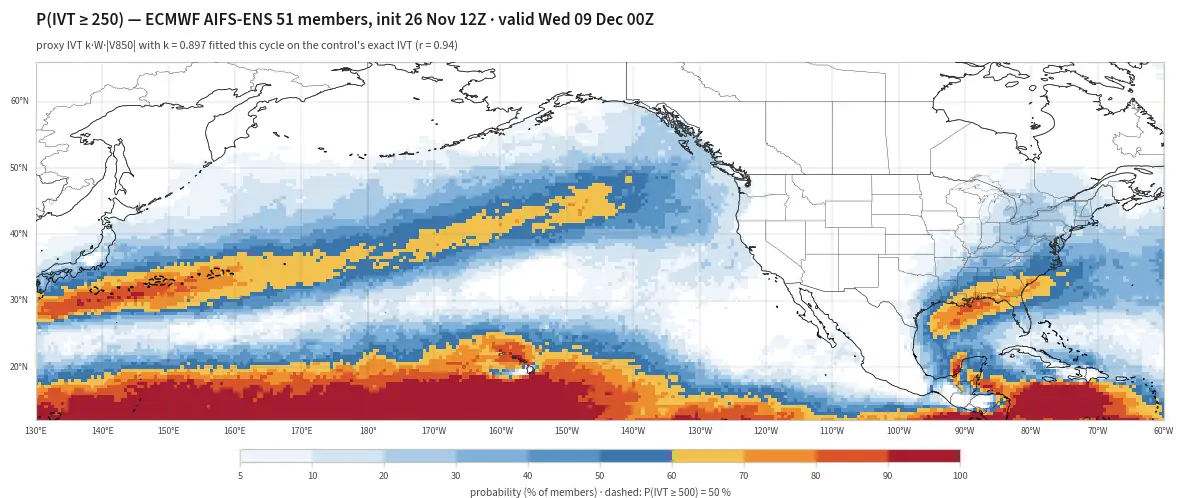 P(IVT ≥ 250) — ECMWF AIFS-ENS 51 members, init 26 Nov 12Z · valid Wed 09 Dec 00Z
proxy IVT k·W·|V850| with k = 0.897 fitted this cycle on the control's exact IVT (r = 0.94)
60°N
50°N
40°N
30°N
20°N
130°E 140°E 150°E 160°E 170°E 180° 170°W 160°W 150°W 140°W 130°W 120°W 110°W 100°W 90°W 80°W 70°W 60°W
5 10 20 30 40 50 60 70 80 90 100
probability (% of members) · dashed: P(IVT ≥ 500) = 50 %